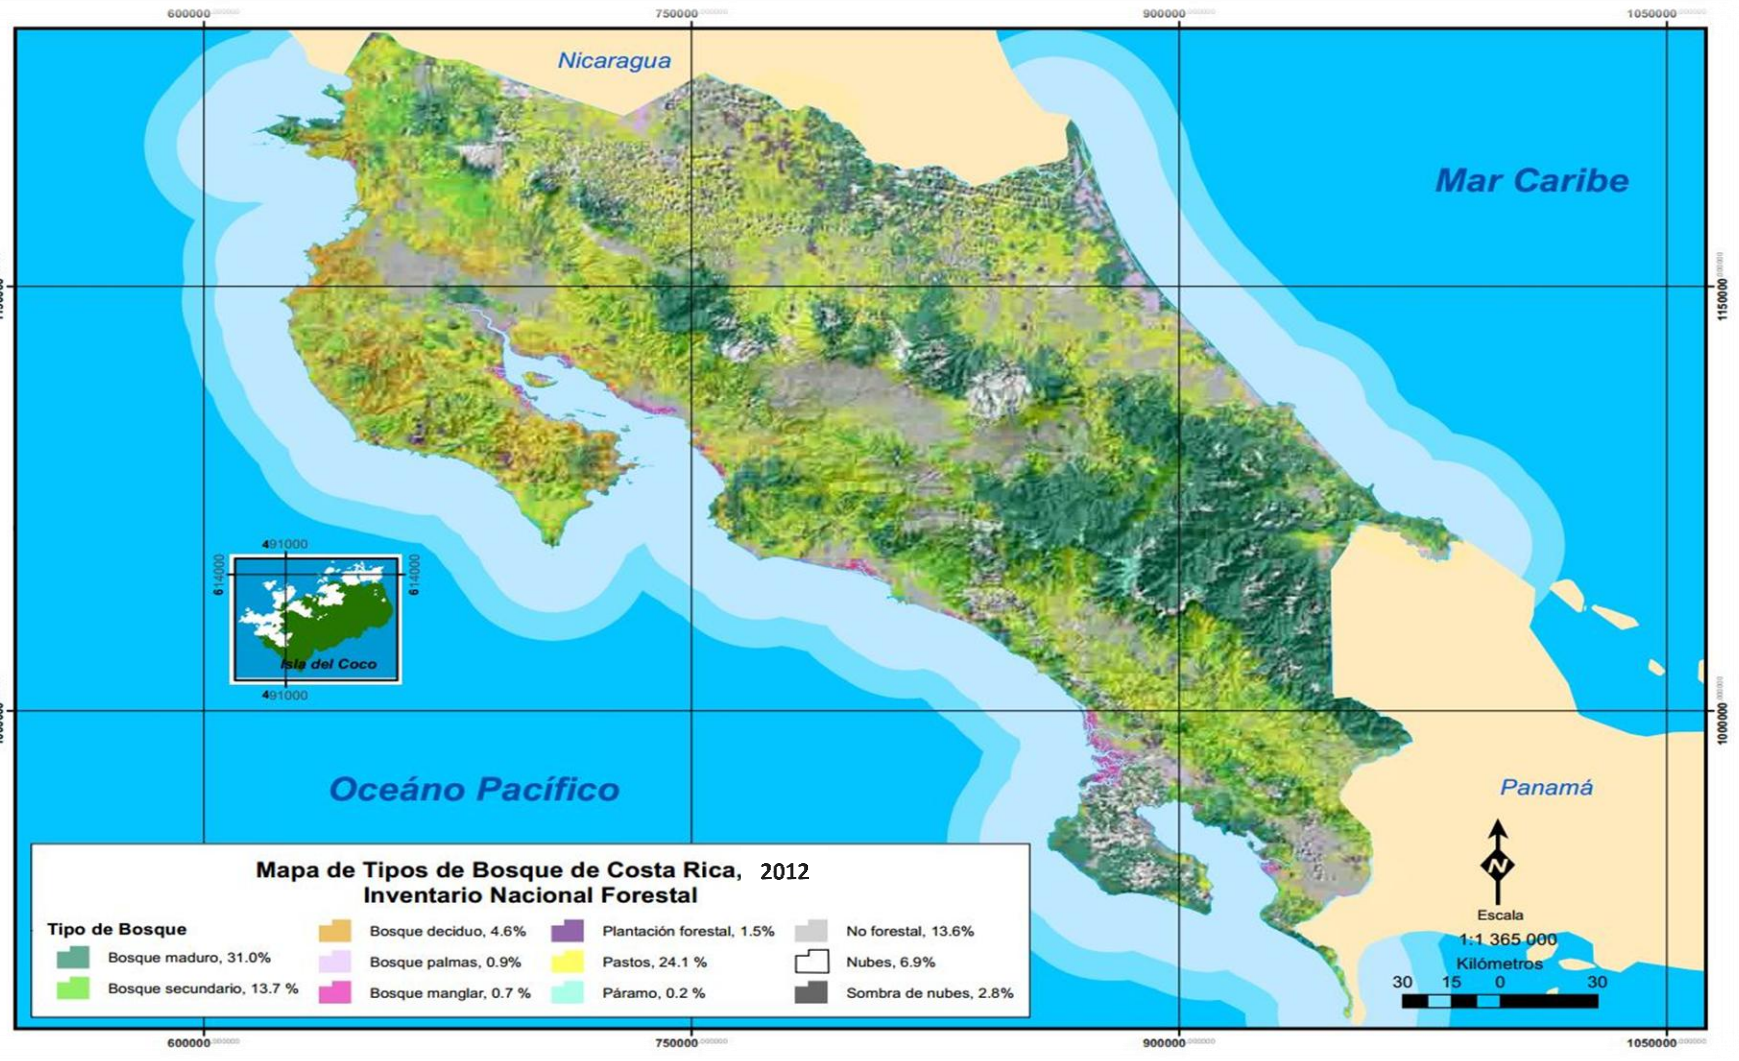 600000 750000 900000 1050000
Nicaragua
Mar Caribe
1150000
491000
614000 614000
Isla del Coco
491000
1000000
Oceáno Pacífico
Panamá
N
Escala
1:1 365 000
Kilómetros
30 15 0 30
Mapa de Tipos de Bosque de Costa Rica, 2012
Inventario Nacional Forestal
Tipo de Bosque
Bosque maduro, 31.0%
Bosque secundario, 13.7 %
Bosque deciduo, 4.6%
Bosque palmas, 0.9%
Bosque manglar, 0.7 %
Plantación forestal, 1.5%
Pastos, 24.1 %
Páramo, 0.2 %
No forestal, 13.6%
Nubes, 6.9%
Sombra de nubes, 2.8%
600000 750000 900000 1050000